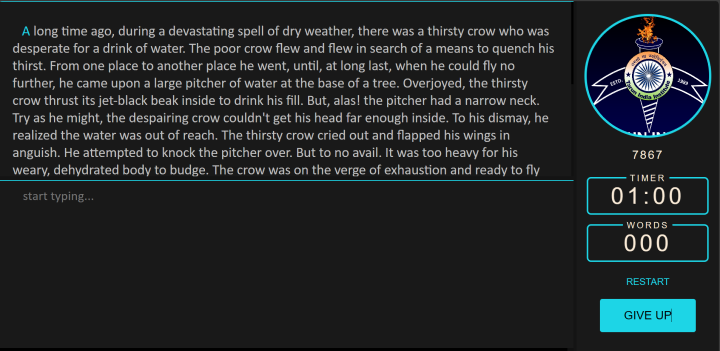 A long time ago, during a devastating spell of dry weather, there was a thirsty crow who was
desperate for a drink of water. The poor crow flew and flew in search of a means to quench his
thirst. From one place to another place he went, until, at long last, when he could fly no
further, he came upon a large pitcher of water at the base of a tree. Overjoyed, the thirsty
crow thrust its jet-black beak inside to drink his fill. But, alas! the pitcher had a narrow neck.
Try as he might, the despairing crow couldn't get his head far enough inside. To his dismay, he
realized the water was out of reach. The thirsty crow cried out and flapped his wings in
anguish. He attempted to knock the pitcher over. But to no avail. It was too heavy for his
weary, dehydrated body to budge. The crow was on the verge of exhaustion and ready to fly
start typing...
ESTD
7867
TIMER
01:00
WORDS
000
RESTART
GIVE UP